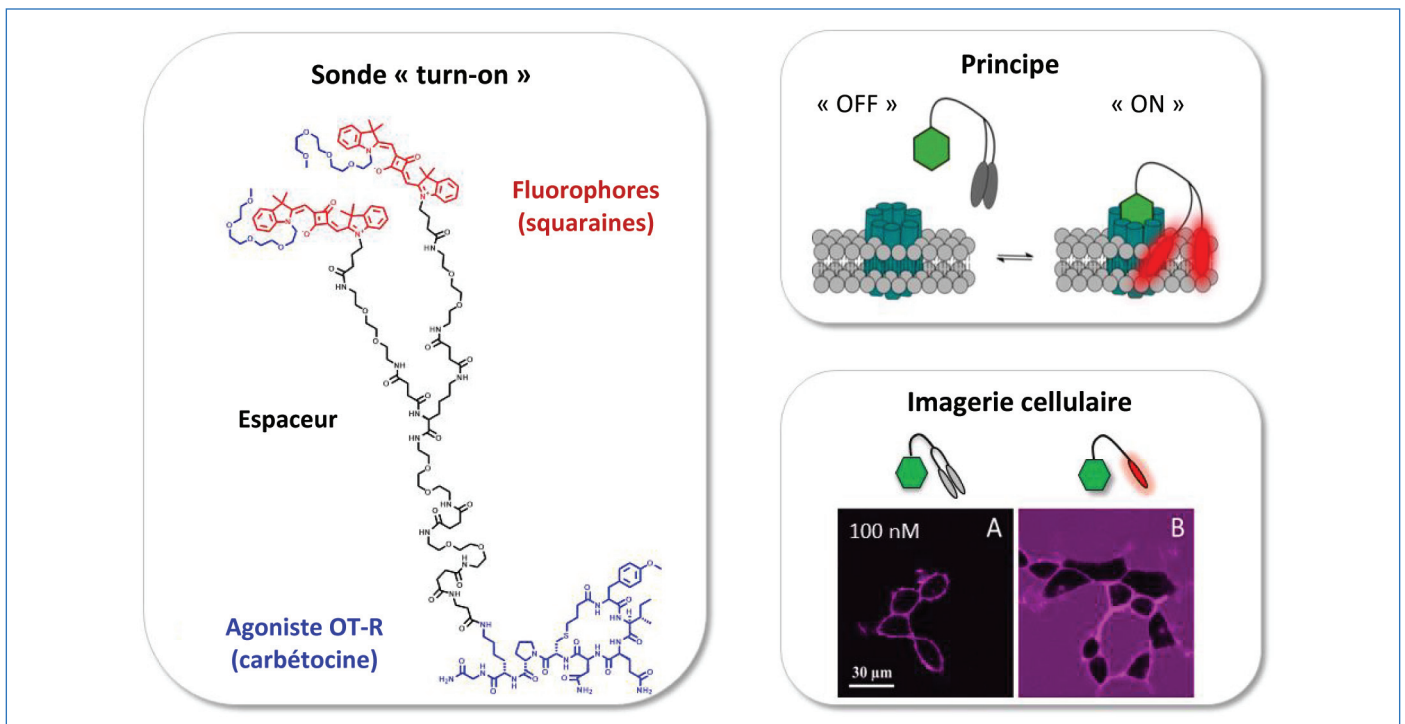 Sonde « turn-on »
Fluorophores
(squaraines)
Espaceur
Agoniste OT-R
(carbétocine)
Principe
« OFF »
« ON »
Imagerie cellulaire
100 nM
A
B
30 µm